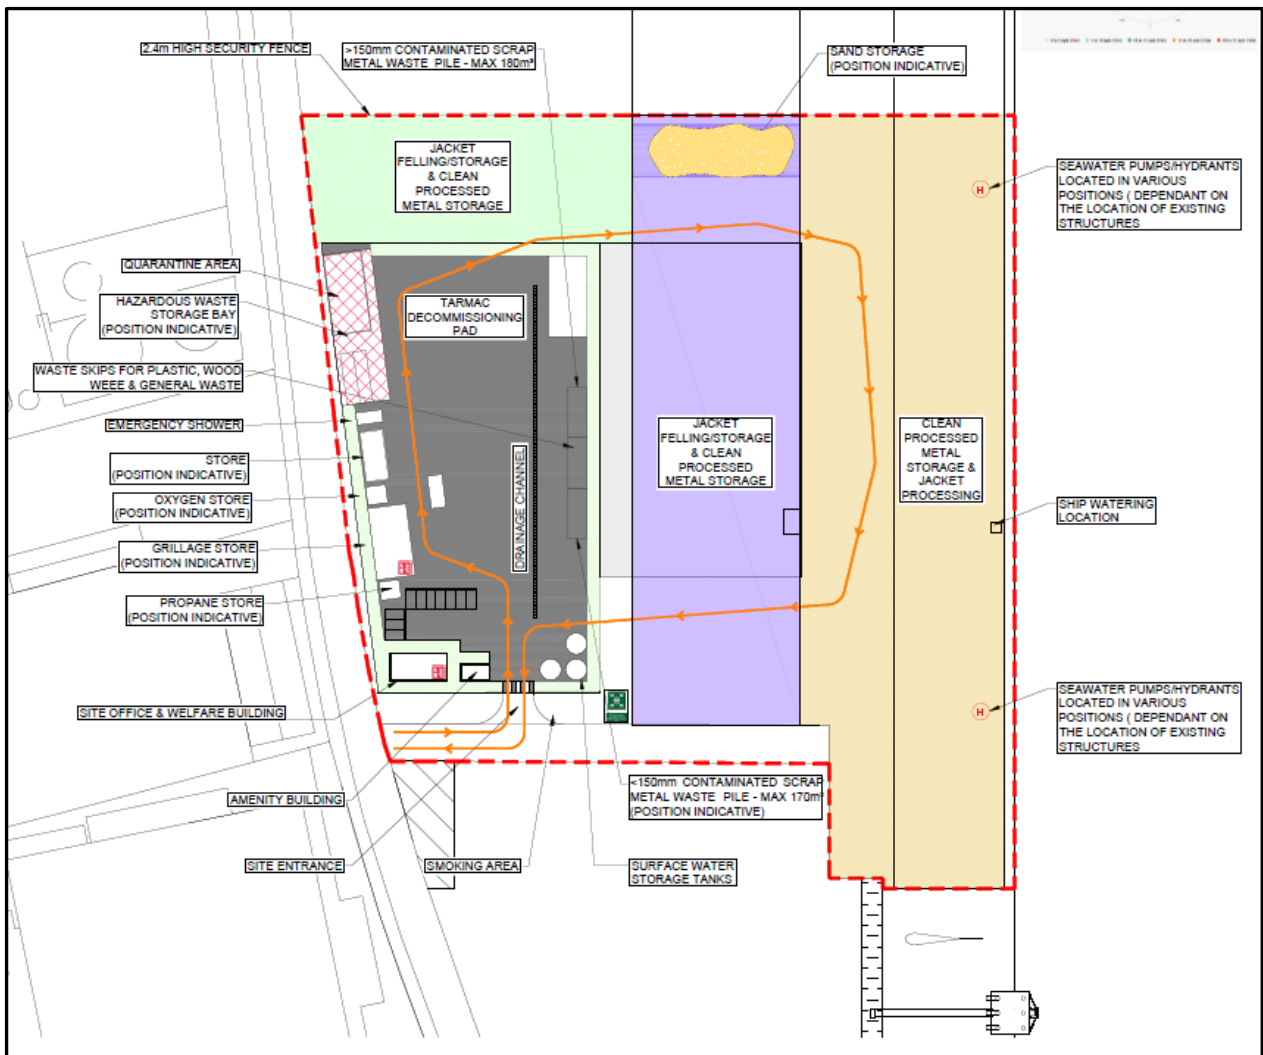 2.4m HIGH SECURITY FENCE
>150mm CONTAMINATED SCRAP
METAL WASTE PILE - MAX 180m³
SAND STORAGE
(POSITION INDICATIVE)
JACKET
FELLING/STORAGE
& CLEAN
PROCESSED
METAL STORAGE
SEAWATER PUMPS/HYDRANTS
LOCATED IN VARIOUS
POSITIONS ( DEPENDANT ON
THE LOCATION OF EXISTING
STRUCTURES
H
QUARANTINE AREA
HAZARDOUS WASTE
STORAGE BAY
(POSITION INDICATIVE)
TARMAC
DECOMMISSIONING
PAD
WASTE SKIPS FOR PLASTIC, WOOD
WEEE & GENERAL WASTE
EMERGENCY SHOWER
STORE
(POSITION INDICATIVE)
OXYGEN STORE
(POSITION INDICATIVE)
GRILLAGE STORE
(POSITION INDICATIVE)
PROPANE STORE
(POSITION INDICATIVE)
DRAINAGE CHANNEL
JACKET
FELLING/STORAGE
& CLEAN
PROCESSED
METAL STORAGE
CLEAN
PROCESSED
METAL
STORAGE &
JACKET
PROCESSING
SHIP WATERING
LOCATION
SITE OFFICE & WELFARE BUILDING
H
SEAWATER PUMPS/HYDRANTS
LOCATED IN VARIOUS
POSITIONS ( DEPENDANT ON
THE LOCATION OF EXISTING
STRUCTURES
AMENITY BUILDING
<150mm CONTAMINATED SCRAP
METAL WASTE PILE - MAX 170m³
(POSITION INDICATIVE)
SITE ENTRANCE
SMOKING AREA
SURFACE WATER
STORAGE TANKS